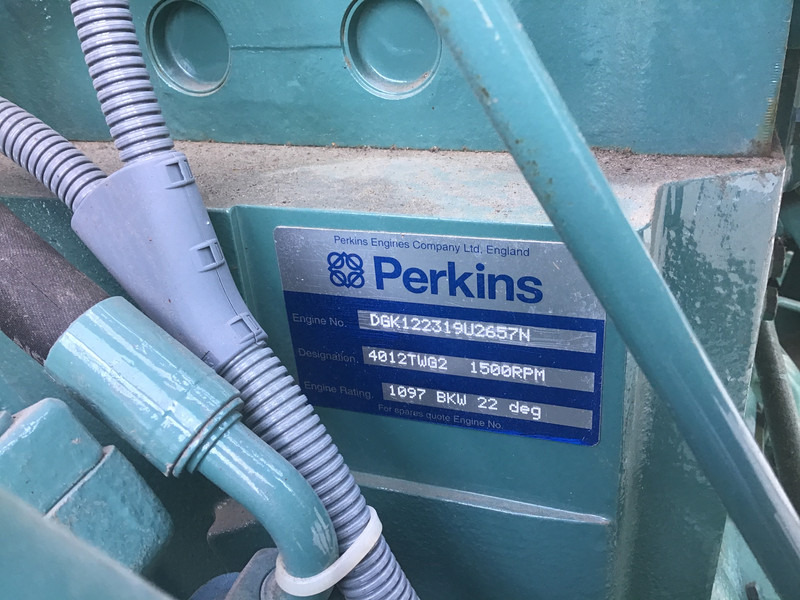 Perkins Engines Company Ltd, England
Perkins
Engine No. DGK122319U2657N
Designation. 4012TWG2 1500RPM
Engine Rating. 1097 BKW 22 deg
For spares quote Engine No.